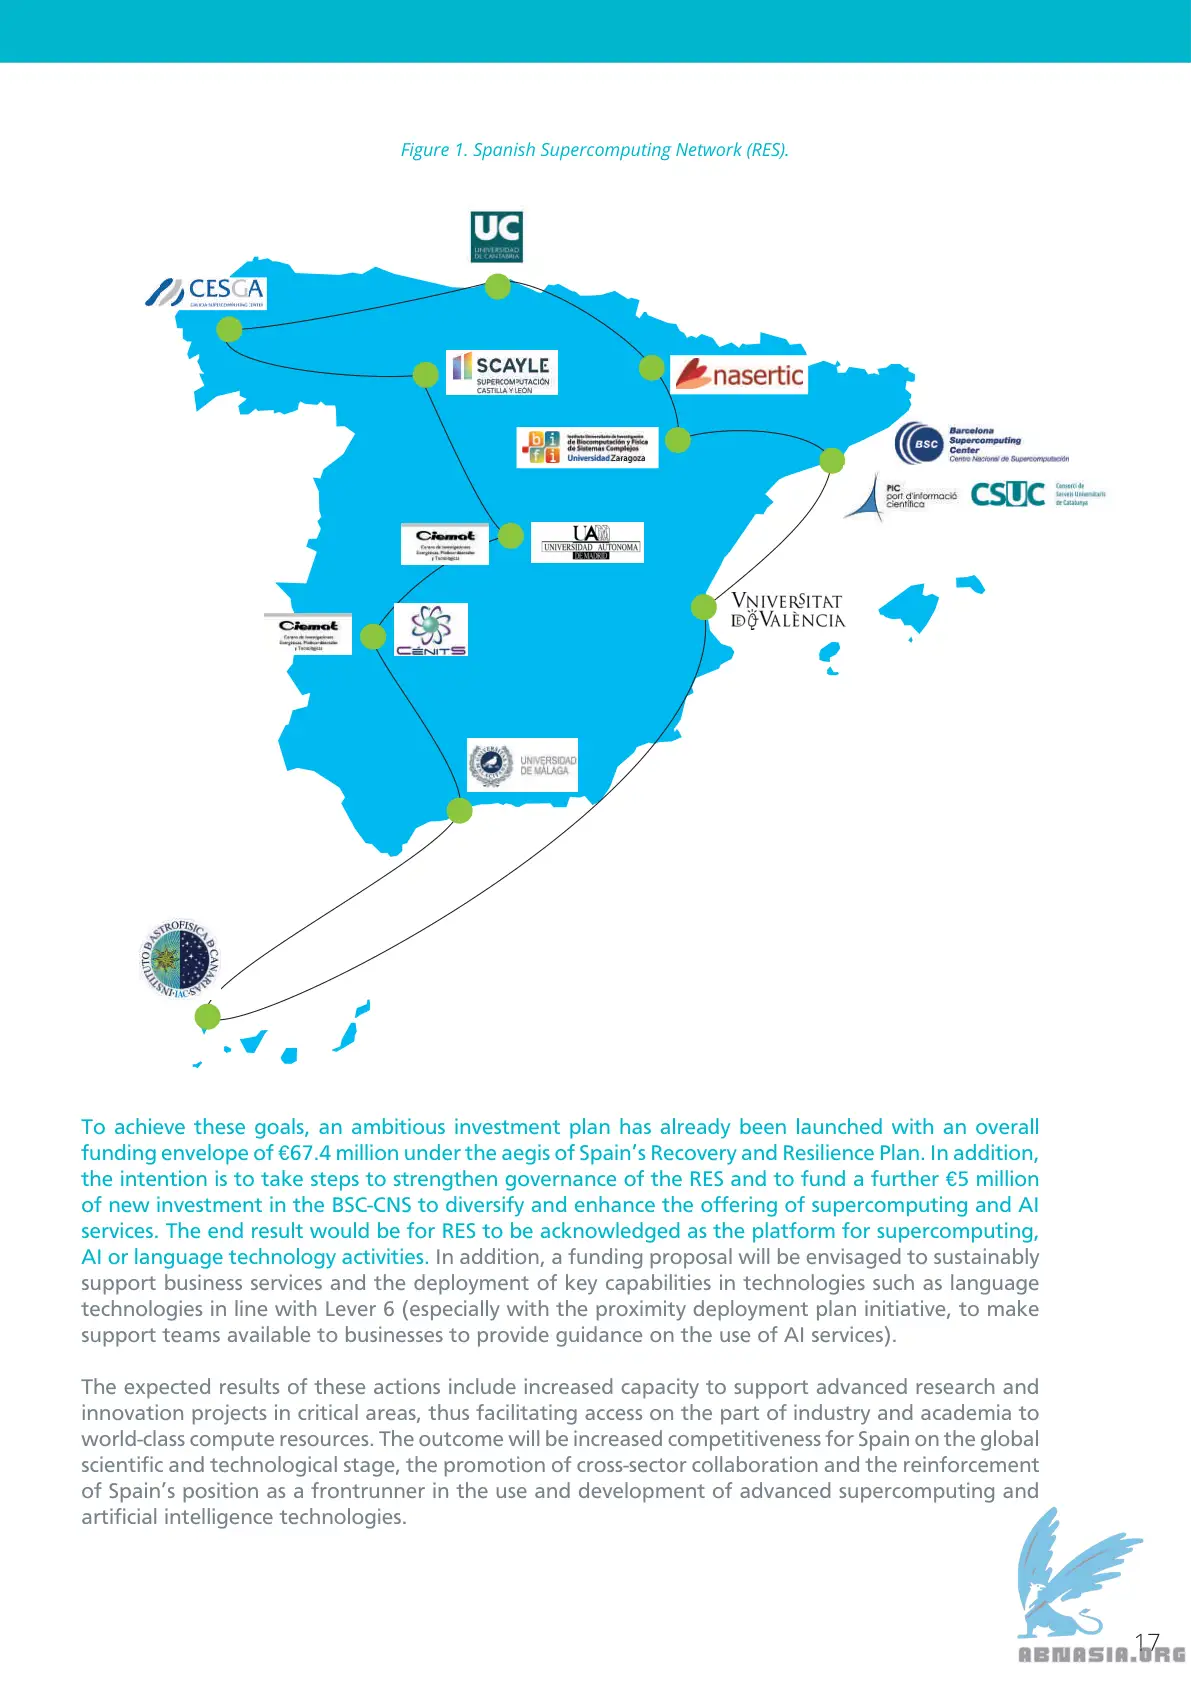 Figure 1. Spanish Supercomputing Network (RES).
UC
UNIVERSIDAD
DE CANTABRIA
CESGA
GALICIA SUPERCOMPUTING CENTER
SCAYLE
SUPERCOMPUTACIÓN
CASTILLA Y LEÓN
nasertic
bifi
Instituto Universitario de Investigación
de Biocomputación y Física
de Sistemas Complejos
Universidad Zaragoza
BSC
Barcelona
Supercomputing
Center
Centro Nacional de Supercomputación
PIC
port d'informació
científica
CSUC
Consorci de
Serveis Universitaris
de Catalunya
Ciemat
Centro de Investigaciones
Energéticas, Medioambientales
y Tecnológicas
UAM
UNIVERSIDAD AUTONOMA
DE MADRID
Ciemat
Centro de Investigaciones
Energéticas, Medioambientales
y Tecnológicas
CÉNITS
VNIVERSITAT
DE VALÈNCIA
UNIVERSIDAD
DE MÁLAGA
INSTITUTO D ASTROFISICA D CANARIAS · IAC ·
To achieve these goals, an ambitious investment plan has already been launched with an overall
funding envelope of €67.4 million under the aegis of Spain’s Recovery and Resilience Plan. In addition,
the intention is to take steps to strengthen governance of the RES and to fund a further €5 million
of new investment in the BSC-CNS to diversify and enhance the offering of supercomputing and AI
services. The end result would be for RES to be acknowledged as the platform for supercomputing,
AI or language technology activities. In addition, a funding proposal will be envisaged to sustainably
support business services and the deployment of key capabilities in technologies such as language
technologies in line with Lever 6 (especially with the proximity deployment plan initiative, to make
support teams available to businesses to provide guidance on the use of AI services).
The expected results of these actions include increased capacity to support advanced research and
innovation projects in critical areas, thus facilitating access on the part of industry and academia to
world-class compute resources. The outcome will be increased competitiveness for Spain on the global
scientific and technological stage, the promotion of cross-sector collaboration and the reinforcement
of Spain’s position as a frontrunner in the use and development of advanced supercomputing and
artificial intelligence technologies.
17
ABNASIA.ORG